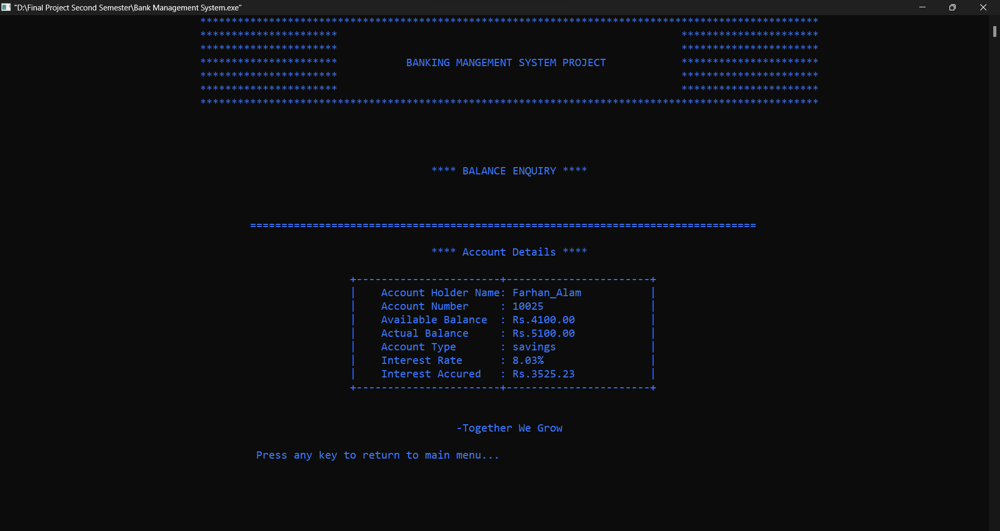 "D:\Final Project Second Semester\Bank Management System.exe"
***************************************************************************************************
**********************                                                       **********************
**********************                                                       **********************
**********************           BANKING MANGEMENT SYSTEM PROJECT            **********************
**********************                                                       **********************
**********************                                                       **********************
***************************************************************************************************
**** BALANCE ENQUIRY ****
=================================================================================
**** Account Details ****
+-----------------------+-----------------------+
|    Account Holder Name: Farhan_Alam           |
|    Account Number     : 10025                 |
|    Available Balance  : Rs.4100.00            |
|    Actual Balance     : Rs.5100.00            |
|    Account Type       : savings               |
|    Interest Rate      : 8.03%                 |
|    Interest Accured   : Rs.3525.23            |
+-----------------------+-----------------------+
-Together We Grow
Press any key to return to main menu...